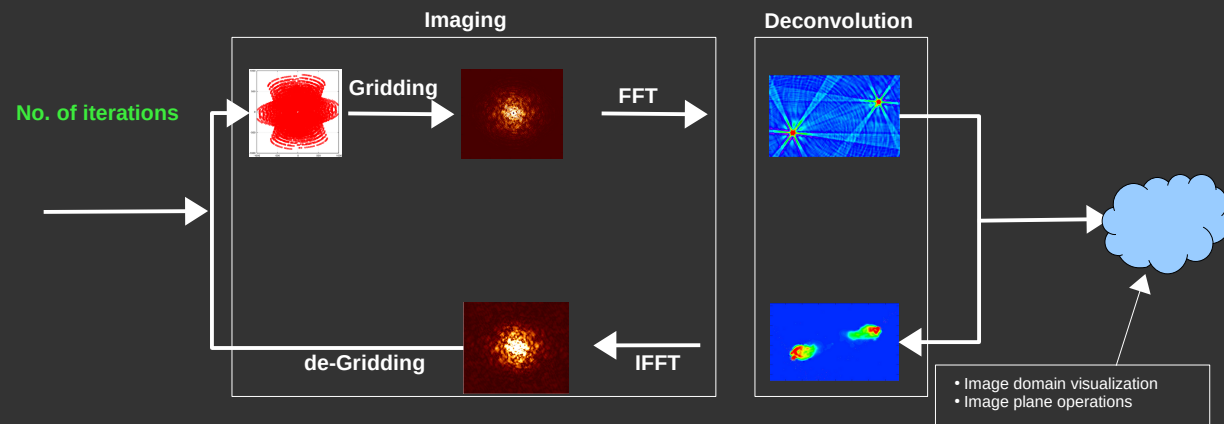 Imaging
Deconvolution
Gridding
FFT
No. of iterations
de-Gridding
IFFT
• Image domain visualization
• Image plane operations